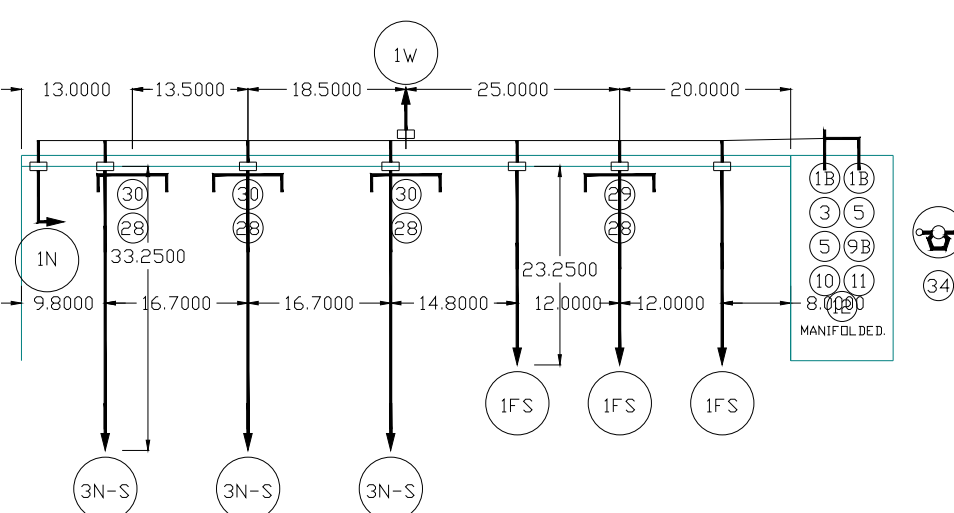 1W
13.0000 13.5000 18.5000 25.0000 20.0000
30 30 30 29 1B 1B
28 28 28 28 3 5
1N 33.2500 23.2500 5 9B
10 11 34
9.8000 16.7000 16.7000 14.8000 12.0000 12.0000 8.0000
12
MANIFOLDED.
1FS 1FS 1FS
3N-S 3N-S 3N-S